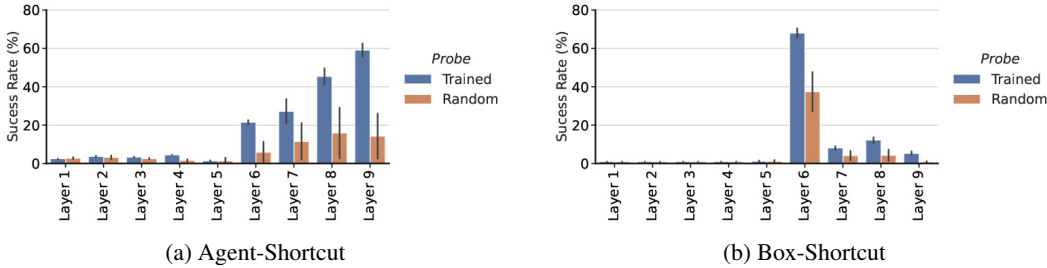 80
60
40
20
0
Sucess Rate (%)
Layer 1
Layer 2
Layer 3
Layer 4
Layer 5
Layer 6
Layer 7
Layer 8
Layer 9
Probe
Trained
Random
(a) Agent-Shortcut
80
60
40
20
0
Sucess Rate (%)
Layer 1
Layer 2
Layer 3
Layer 4
Layer 5
Layer 6
Layer 7
Layer 8
Layer 9
Probe
Trained
Random
(b) Box-Shortcut